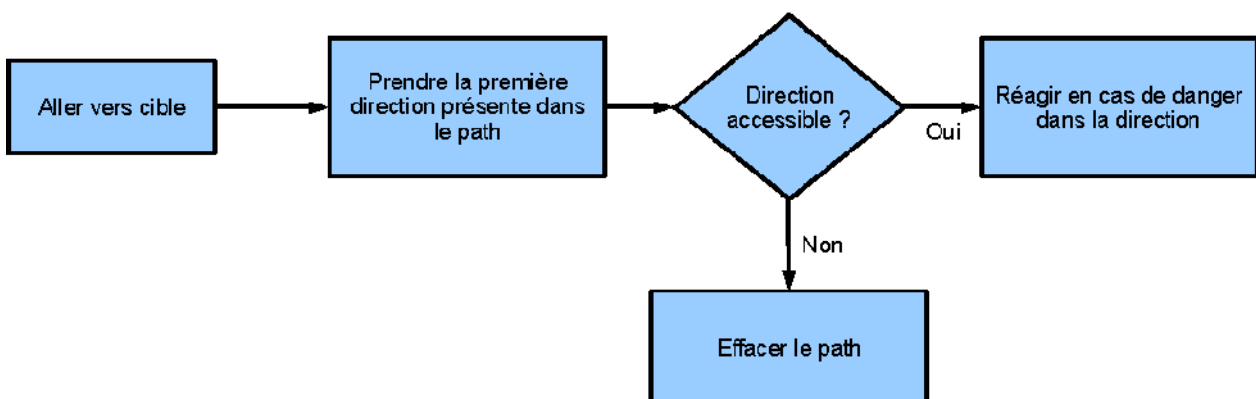 Aller vers cible
Prendre la première
direction présente dans
le path
Direction
accessible ?
Oui
Réagir en cas de danger
dans la direction
Non
Effacer le path